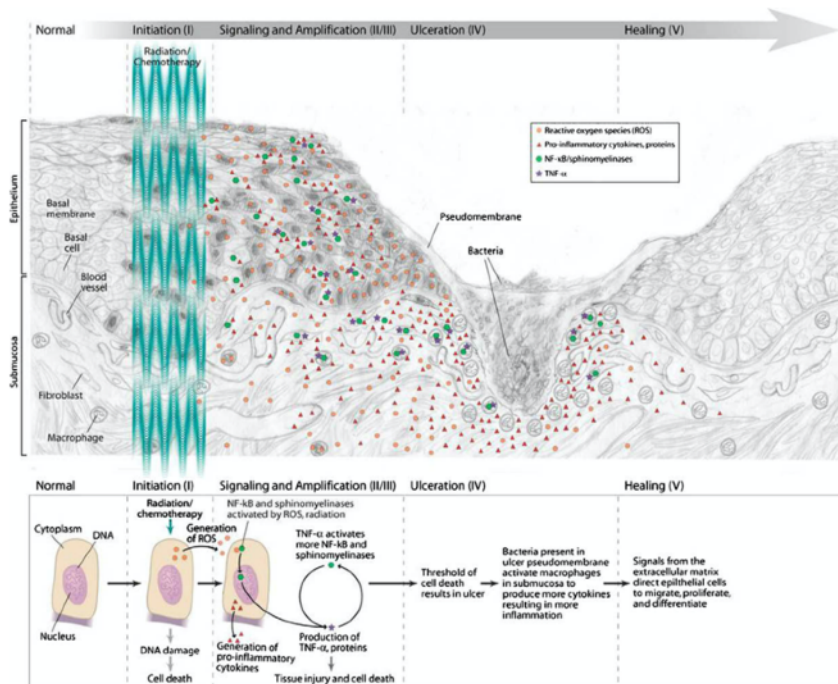 Normal
Initiation (I)
Signaling and Amplification (II/III)
Ulceration (IV)
Healing (V)
Radiation/
Chemotherapy
Reactive oxygen species (ROS)
Pro-inflammatory cytokines, proteins
NF-κB/sphinomyelinases
TNF-α
Epithelium
Submucosa
Basal
membrane
Basal
cell
Blood
vessel
Fibroblast
Macrophage
Pseudomembrane
Bacteria
Normal
Initiation (I)
Signaling and Amplification (II/III)
Ulceration (IV)
Healing (V)
Cytoplasm
DNA
Nucleus
Radiation/
chemotherapy
Generation
of ROS
DNA damage
Cell death
NF-kB and sphinomyelinases
activated by ROS, radiation
Generation of
pro-inflammatory
cytokines
TNF-α activates
more NF-kB and
sphinomyelinases
Production of
TNF-α, proteins
Tissue injury and cell death
Threshold of
cell death
results in ulcer
Bacteria present in
ulcer pseudomembrane
activate macrophages
in submucosa to
produce more cytokines
resulting in more
inflammation
Signals from the
extracellular matrix
direct epilthelial cells
to migrate, proliferate,
and differentiate